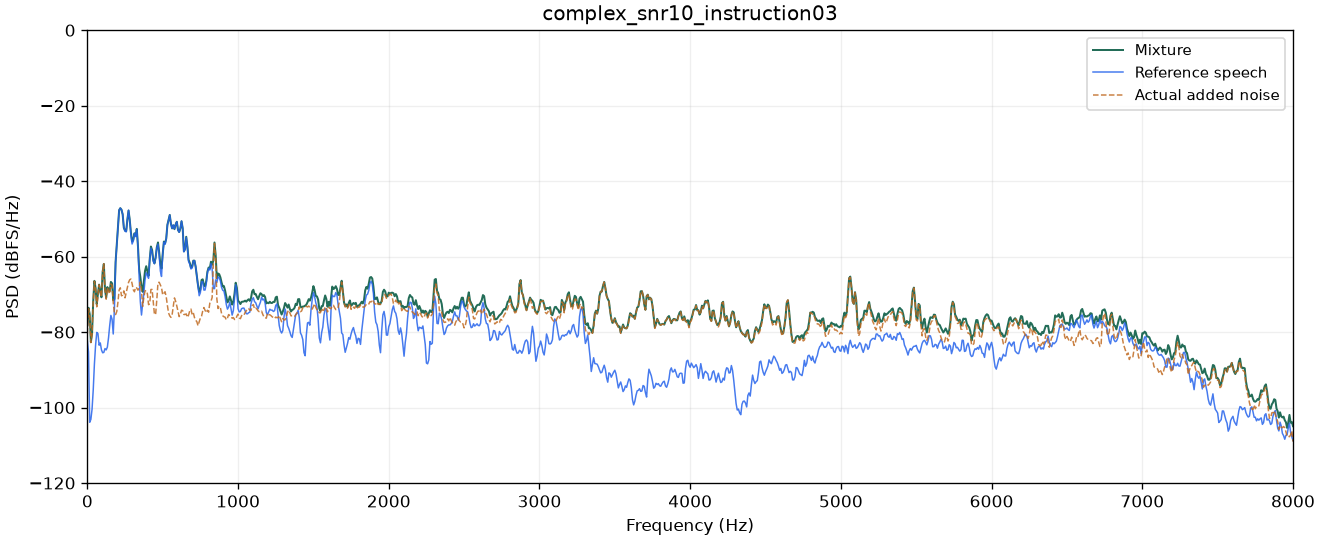 complex_snr10_instruction03
PSD (dBFS/Hz)
0
−20
−40
−60
−80
−100
−120
Mixture
Reference speech
Actual added noise
0 1000 2000 3000 4000 5000 6000 7000 8000
Frequency (Hz)